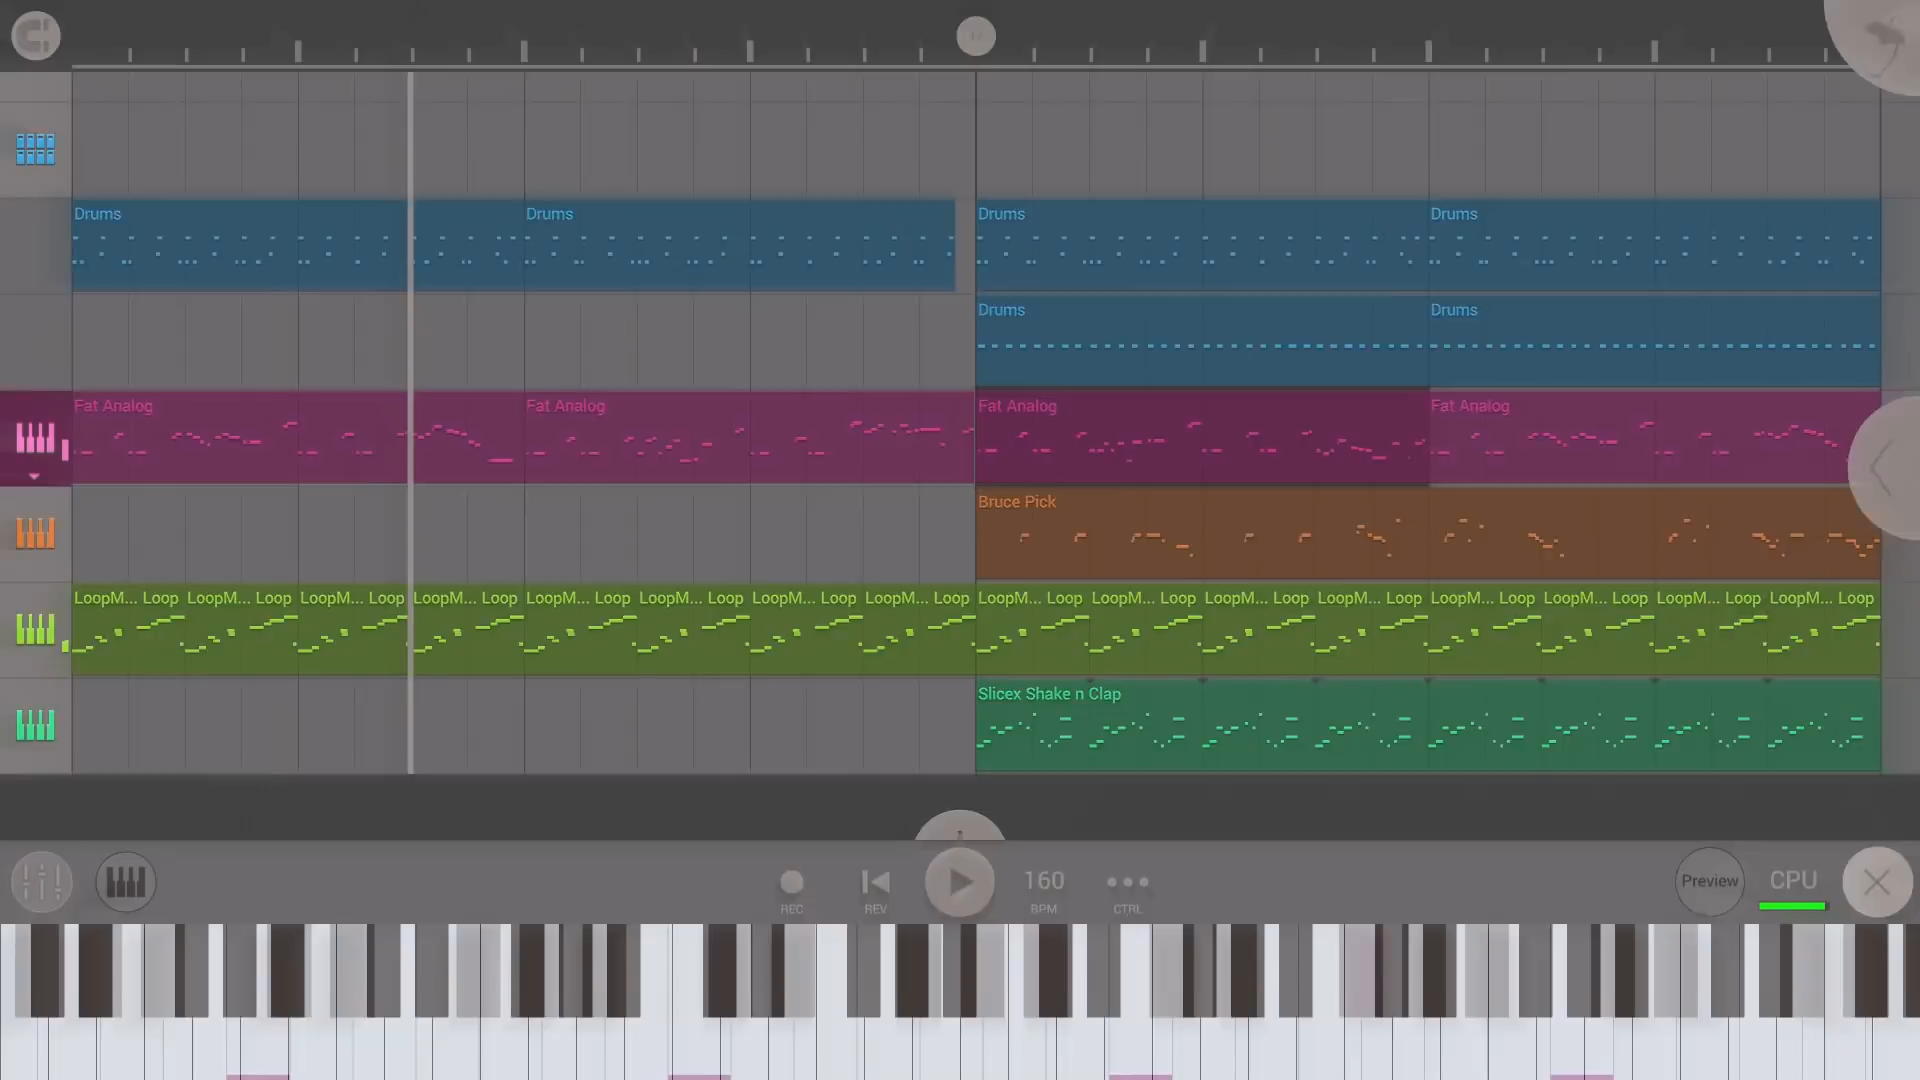 Drums Drums Drums Drums
Drums Drums
Fat Analog Fat Analog Fat Analog Fat Analog
Bruce Pick
LoopM... Loop LoopM... Loop LoopM... Loop LoopM... Loop LoopM... Loop LoopM... Loop LoopM... Loop LoopM... Loop LoopM... Loop LoopM... Loop LoopM... Loop LoopM... Loop LoopM... Loop LoopM... Loop LoopM... Loop LoopM... Loop
Slicex Shake n Clap
160 Preview CPU
REC REV BPM CTRL